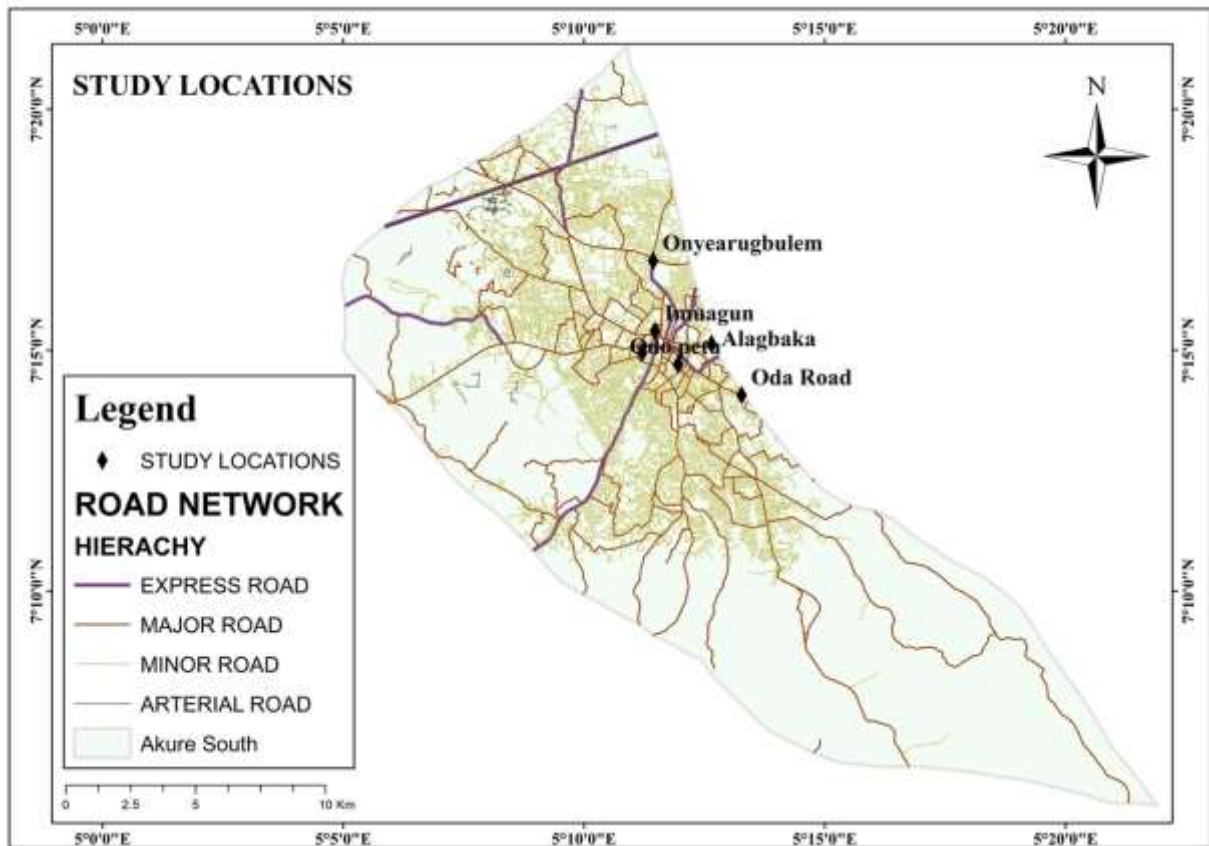 5°0'0"E 5°5'0"E 5°10'0"E 5°15'0"E 5°20'0"E
STUDY LOCATIONS
N
7°20'0"N 7°20'0"N
Onyearugbulem
Alagbaka
7°15'0"N 7°15'0"N
Oda Road
Legend
STUDY LOCATIONS
ROAD NETWORK
HIERACHY
EXPRESS ROAD
7°10'0"N 7°10'0"N
MAJOR ROAD
MINOR ROAD
ARTERIAL ROAD
Akure South
0 2.5 5 10 Km
5°0'0"E 5°5'0"E 5°10'0"E 5°15'0"E 5°20'0"E